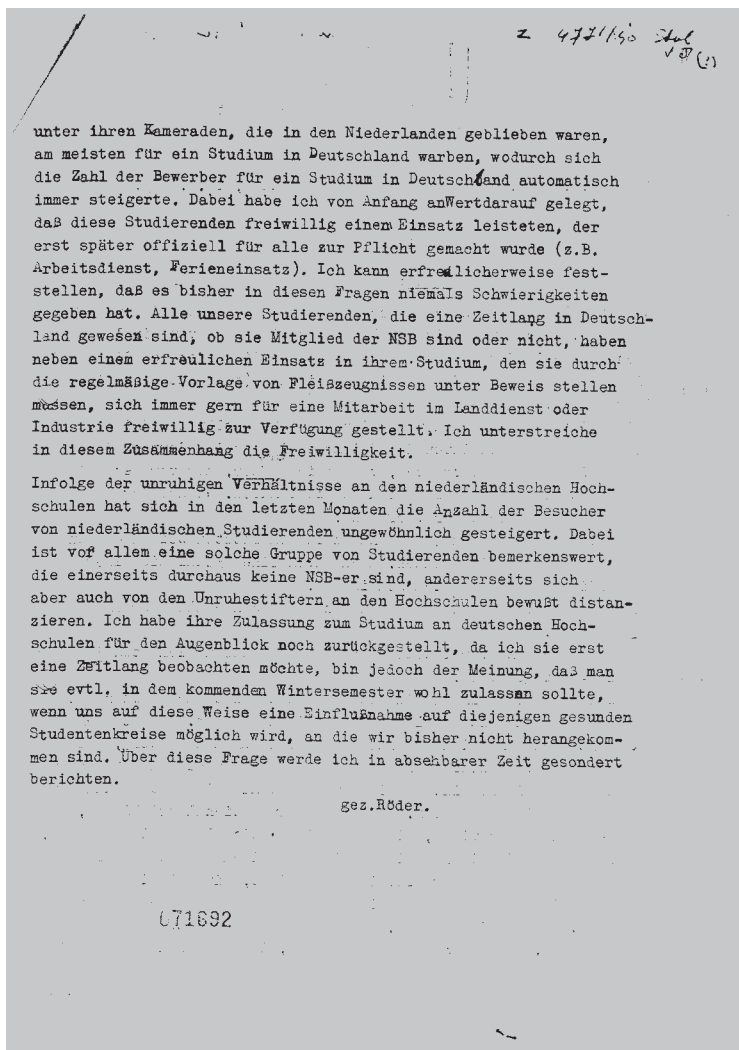 z 4771/40
unter ihren Kameraden, die in den Niederlanden geblieben waren,
am meisten für ein Studium in Deutschland warben, wodurch sich
die Zahl der Bewerber für ein Studium in Deutschland automatisch
immer steigerte. Dabei habe ich von Anfang anWertdarauf gelegt,
daß diese Studierenden freiwillig einem Einsatz leisteten, der
erst später offiziell für alle zur Pflicht gemacht wurde (z.B.
Arbeitsdienst, Ferieneinsatz). Ich kann erfreulicherweise fest-
stellen, daß es bisher in diesen Fragen niemals Schwierigkeiten
gegeben hat. Alle unsere Studierenden, die eine Zeitlang in Deutsch-
land gewesen sind, ob sie Mitglied der NSB sind oder nicht, haben
neben einem erfreulichen Einsatz in ihrem Studium, den sie durch
die regelmäßige Vorlage von Fleißzeugnissen unter Beweis stellen
müssen, sich immer gern für eine Mitarbeit im Landdienst oder
Industrie freiwillig zur Verfügung gestellt. Ich unterstreiche
in diesem Zusammenhang die Freiwilligkeit.
Infolge der unruhigen Verhältnisse an den niederländischen Hoch-
schulen hat sich in den letzten Monaten die Anzahl der Besucher
von niederländischen Studierenden ungewöhnlich gesteigert. Dabei
ist vor allem eine solche Gruppe von Studierenden bemerkenswert,
die einerseits durchaus keine NSB-er sind, andererseits sich
aber auch von den Unruhestiftern an den Hochschulen bewußt distan-
zieren. Ich habe ihre Zulassung zum Studium an deutschen Hoch-
schulen für den Augenblick noch zurückgestellt, da ich sie erst
eine Zeitlang beobachten möchte, bin jedoch der Meinung, daß man
sie evtl. in dem kommenden Wintersemester wohl zulassen sollte,
wenn uns auf diese Weise eine Einflußnahme auf diejenigen gesunden
Studentenkreise möglich wird, an die wir bisher nicht herangekom-
men sind. Über diese Frage werde ich in absehbarer Zeit gesondert
berichten.
gez.Röder.
071692